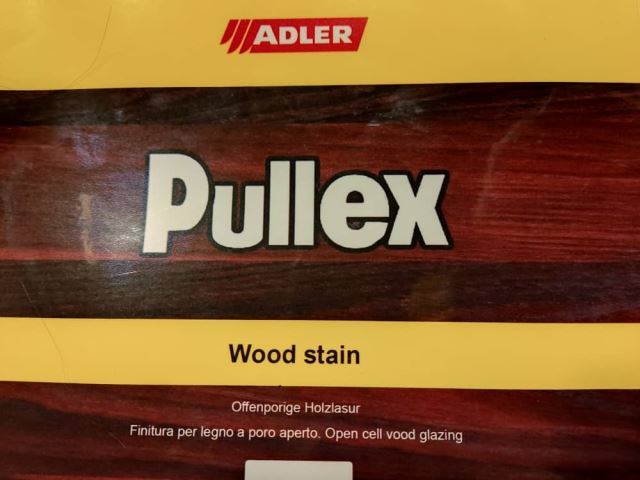 ADLER
Pullex
Wood stain
Offenporige Holzlasur
Finitura per legno a poro aperto. Open cell vood glazing